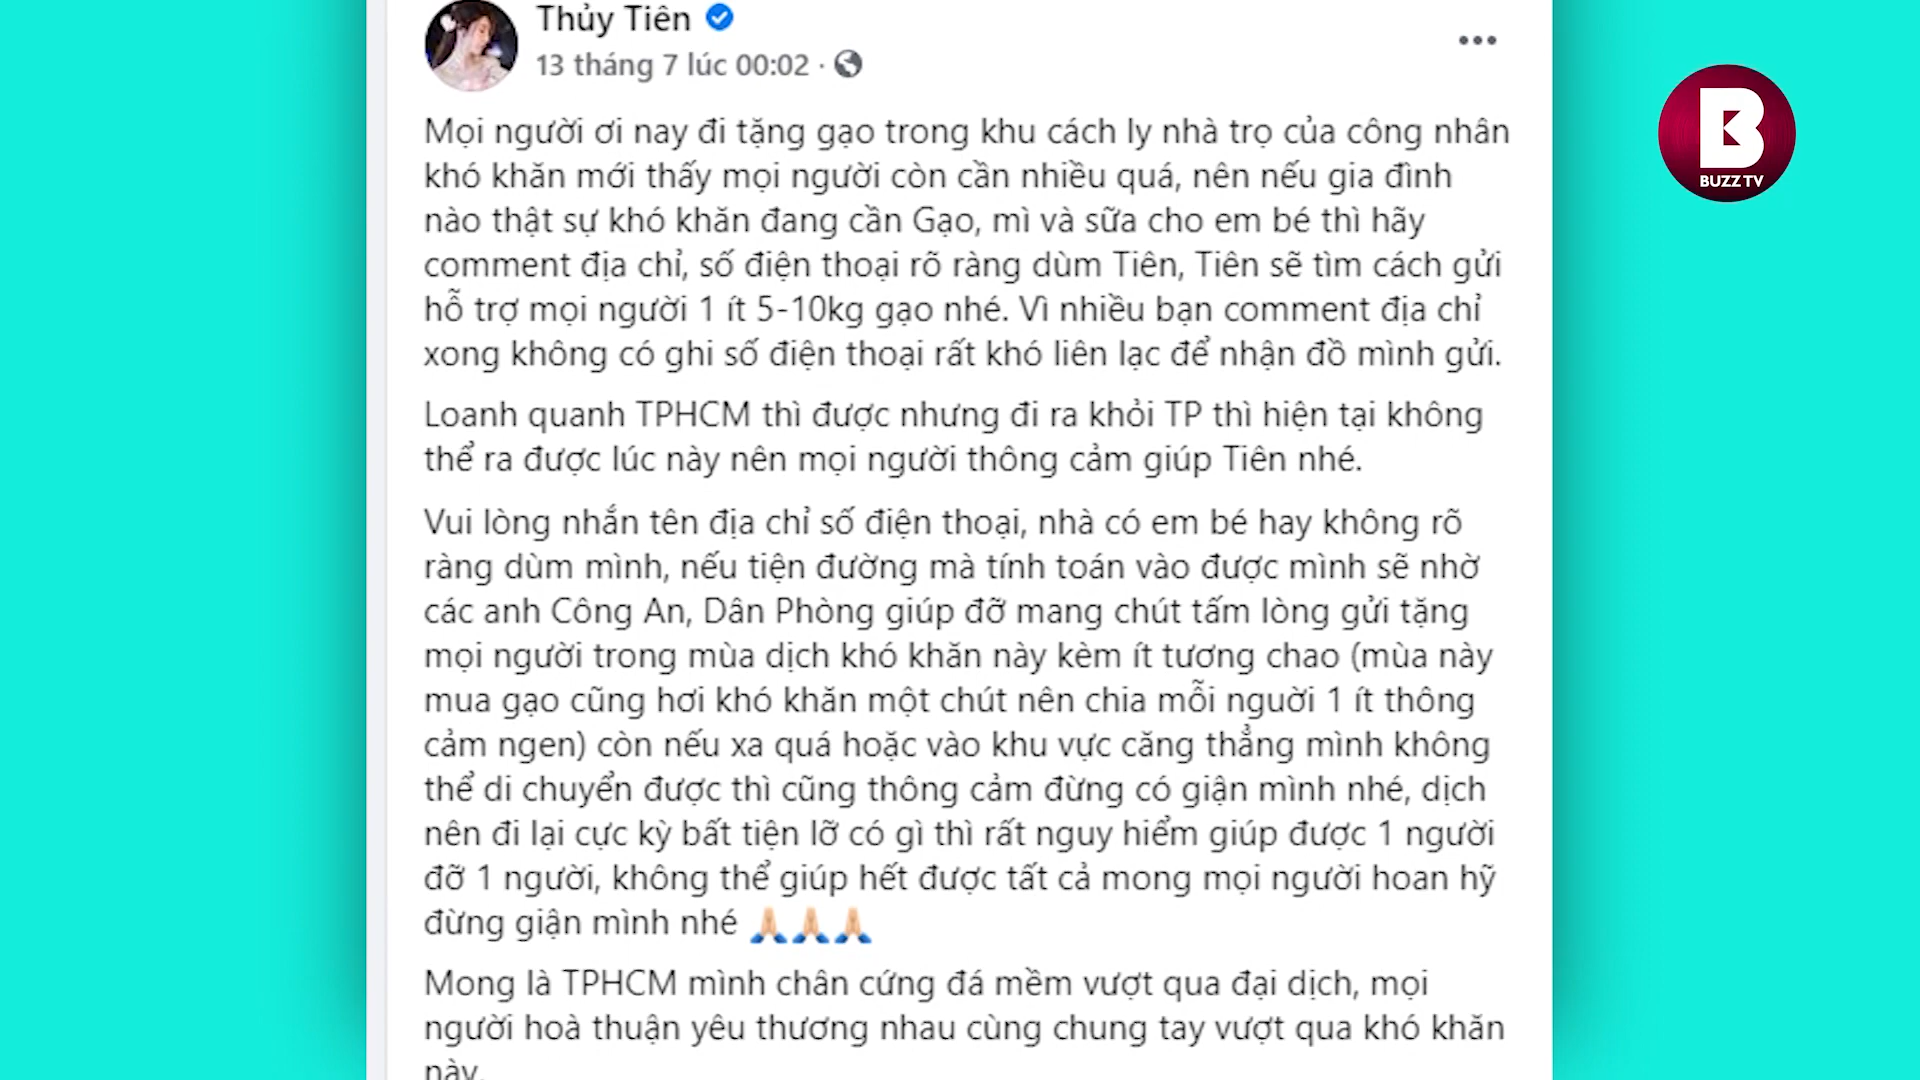 Thủy Tiên
13 tháng 7 lúc 00:02 ·
BUZZ TV
Mọi người ơi nay đi tặng gạo trong khu cách ly nhà trọ của công nhân
khó khăn mới thấy mọi người còn cần nhiều quá, nên nếu gia đình
nào thật sự khó khăn đang cần Gạo, mì và sữa cho em bé thì hãy
comment địa chỉ, số điện thoại rõ ràng dùm Tiên, Tiên sẽ tìm cách gửi
hỗ trợ mọi người 1 ít 5-10kg gạo nhé. Vì nhiều bạn comment địa chỉ
xong không có ghi số điện thoại rất khó liên lạc để nhận đồ mình gửi.
Loanh quanh TPHCM thì được nhưng đi ra khỏi TP thì hiện tại không
thể ra được lúc này nên mọi người thông cảm giúp Tiên nhé.
Vui lòng nhắn tên địa chỉ số điện thoại, nhà có em bé hay không rõ
ràng dùm mình, nếu tiện đường mà tính toán vào được mình sẽ nhờ
các anh Công An, Dân Phòng giúp đỡ mang chút tấm lòng gửi tặng
mọi người trong mùa dịch khó khăn này kèm ít tương chao (mùa này
mua gạo cũng hơi khó khăn một chút nên chia mỗi nguời 1 ít thông
cảm ngen) còn nếu xa quá hoặc vào khu vực căng thẳng mình không
thể di chuyển được thì cũng thông cảm đừng có giận mình nhé, dịch
nên đi lại cực kỳ bất tiện lỡ có gì thì rất nguy hiểm giúp được 1 người
đỡ 1 người, không thể giúp hết được tất cả mong mọi người hoan hỹ
đừng giận mình nhé 🙏🏻🙏🏻🙏🏻
Mong là TPHCM mình chân cứng đá mềm vượt qua đại dịch, mọi
người hoà thuận yêu thương nhau cùng chung tay vượt qua khó khăn
này.